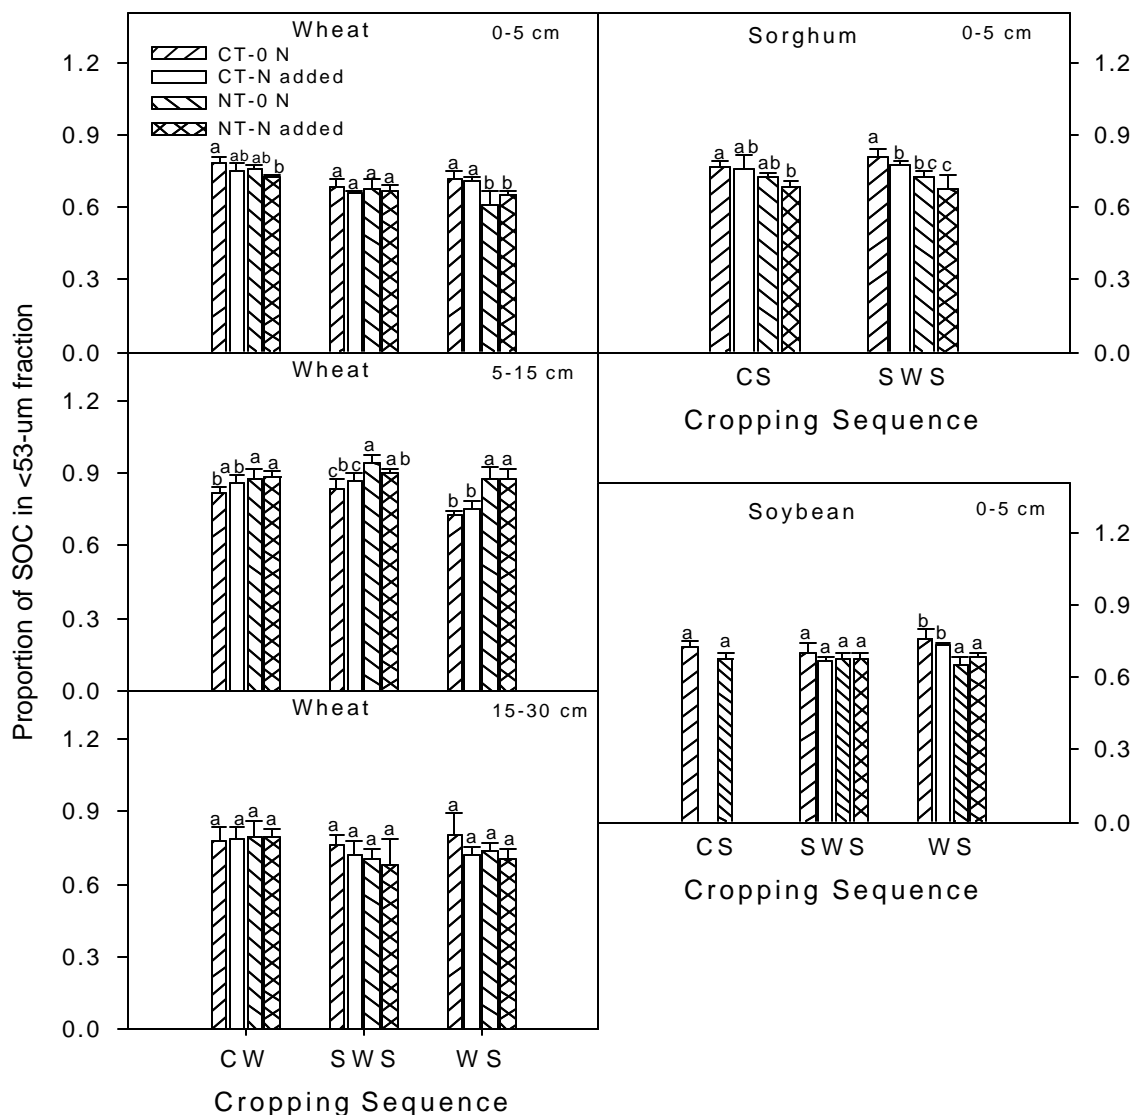 Proportion of SOC in <53-um fraction
Wheat 0-5 cm
CT-0 N
CT-N added
NT-0 N
NT-N added
1.2
0.9
0.6
0.3
0.0
a ab ab b
a a a a
a a b b
Wheat 5-15 cm
1.2
0.9
0.6
0.3
0.0
b ab a a
c bc a ab
b b a a
Wheat 15-30 cm
1.2
0.9
0.6
0.3
0.0
a a a a
a a a a
a a a a
CW SWS WS
Cropping Sequence
Sorghum 0-5 cm
1.2
0.9
0.6
0.3
0.0
a ab ab b
a b bc c
CS SWS
Cropping Sequence
Soybean 0-5 cm
1.2
0.9
0.6
0.3
0.0
a a
a a a a
b b a a
CS SWS WS
Cropping Sequence